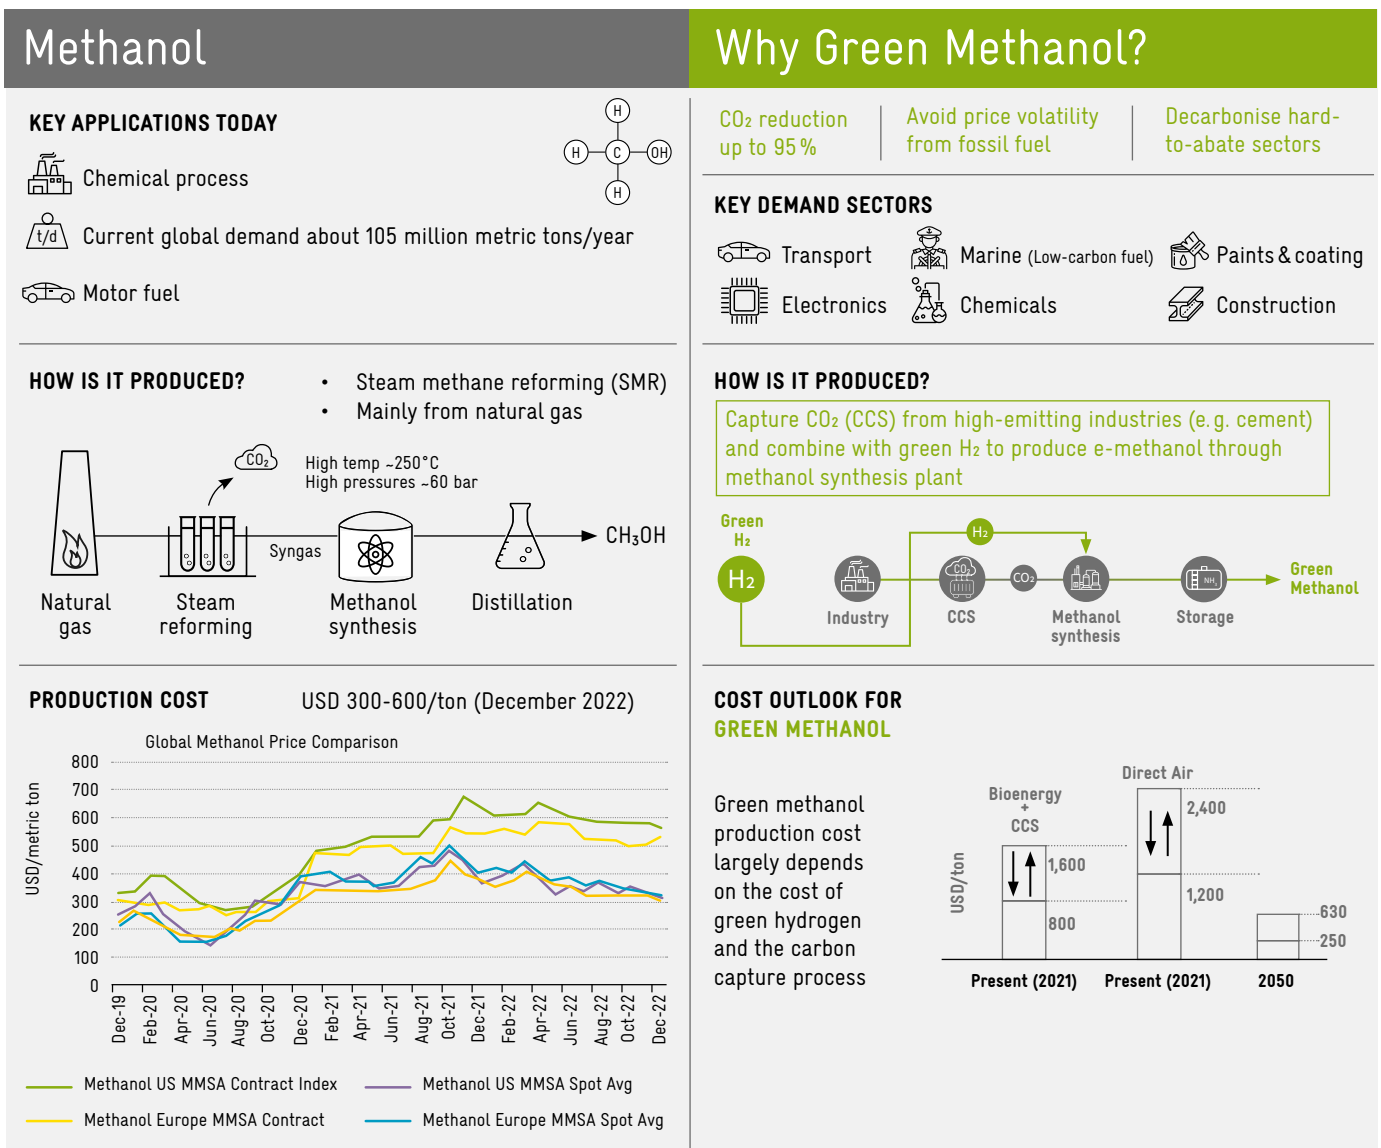 Methanol
KEY APPLICATIONS TODAY
H
H
C
OH
H
Chemical process
t/d
Current global demand about 105 million metric tons/year
Motor fuel
HOW IS IT PRODUCED?
• Steam methane reforming (SMR)
• Mainly from natural gas
CO₂
High temp ~250°C
High pressures ~60 bar
Syngas
CH₃OH
Natural
gas
Steam
reforming
Methanol
synthesis
Distillation
PRODUCTION COST
USD 300-600/ton (December 2022)
Global Methanol Price Comparison
USD/metric ton
800
700
600
500
400
300
200
100
0
Dec-19
Feb-20
Apr-20
Jun-20
Aug-20
Oct-20
Dec-20
Feb-21
Apr-21
Jun-21
Aug-21
Oct-21
Dec-21
Feb-22
Apr-22
Jun-22
Aug-22
Oct-22
Dec-22
Methanol US MMSA Contract Index
Methanol US MMSA Spot Avg
Methanol Europe MMSA Contract
Methanol Europe MMSA Spot Avg
Why Green Methanol?
CO₂ reduction
up to 95 %
Avoid price volatility
from fossil fuel
Decarbonise hard-
to-abate sectors
KEY DEMAND SECTORS
Transport
Marine (Low-carbon fuel)
Paints & coating
Electronics
Chemicals
Construction
HOW IS IT PRODUCED?
Capture CO₂ (CCS) from high-emitting industries (e. g. cement)
and combine with green H₂ to produce e-methanol through
methanol synthesis plant
Green
H₂
H₂
H₂
CO₂
CO₂
NH₃
Industry
CCS
Methanol
synthesis
Storage
Green
Methanol
COST OUTLOOK FOR
GREEN METHANOL
Green methanol
production cost
largely depends
on the cost of
green hydrogen
and the carbon
capture process
USD/ton
Bioenergy
+
CCS
1,600
800
Direct Air
2,400
1,200
630
250
Present (2021)
Present (2021)
2050